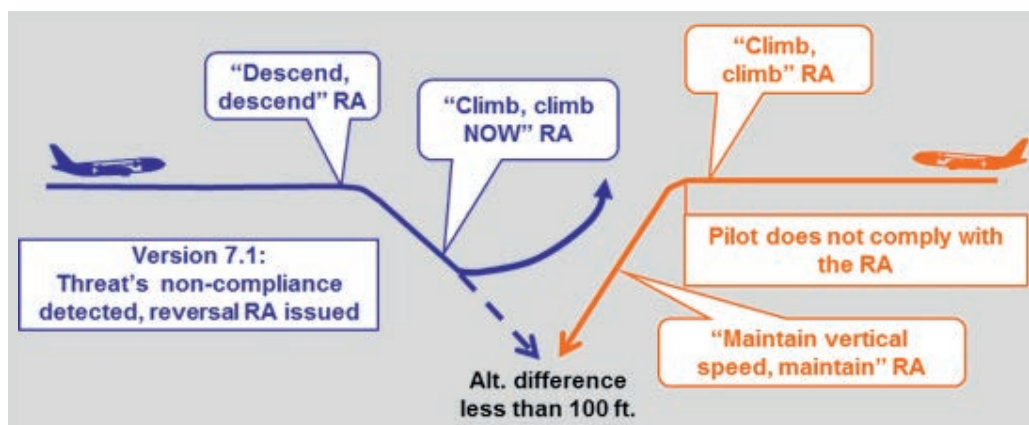 “Descend,
descend” RA
“Climb, climb
NOW” RA
“Climb,
climb” RA
Version 7.1:
Threat’s non-compliance
detected, reversal RA issued
Pilot does not comply with
the RA
“Maintain vertical
speed, maintain” RA
Alt. difference
less than 100 ft.